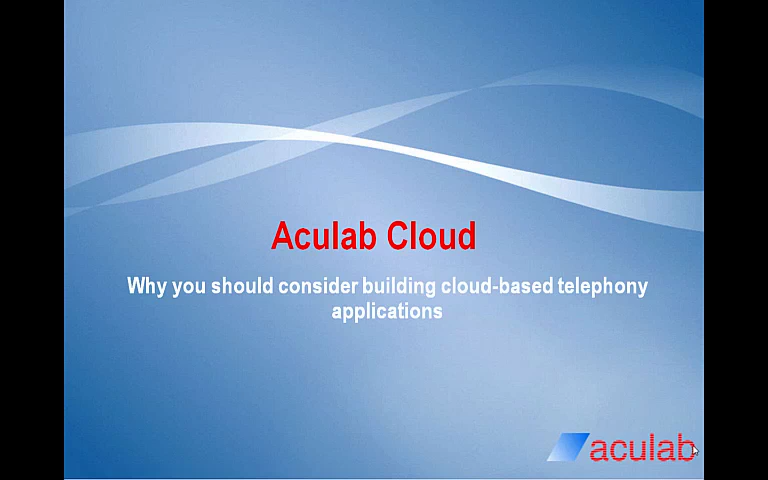 Aculab Cloud
Why you should consider building cloud-based telephony
applications
aculab